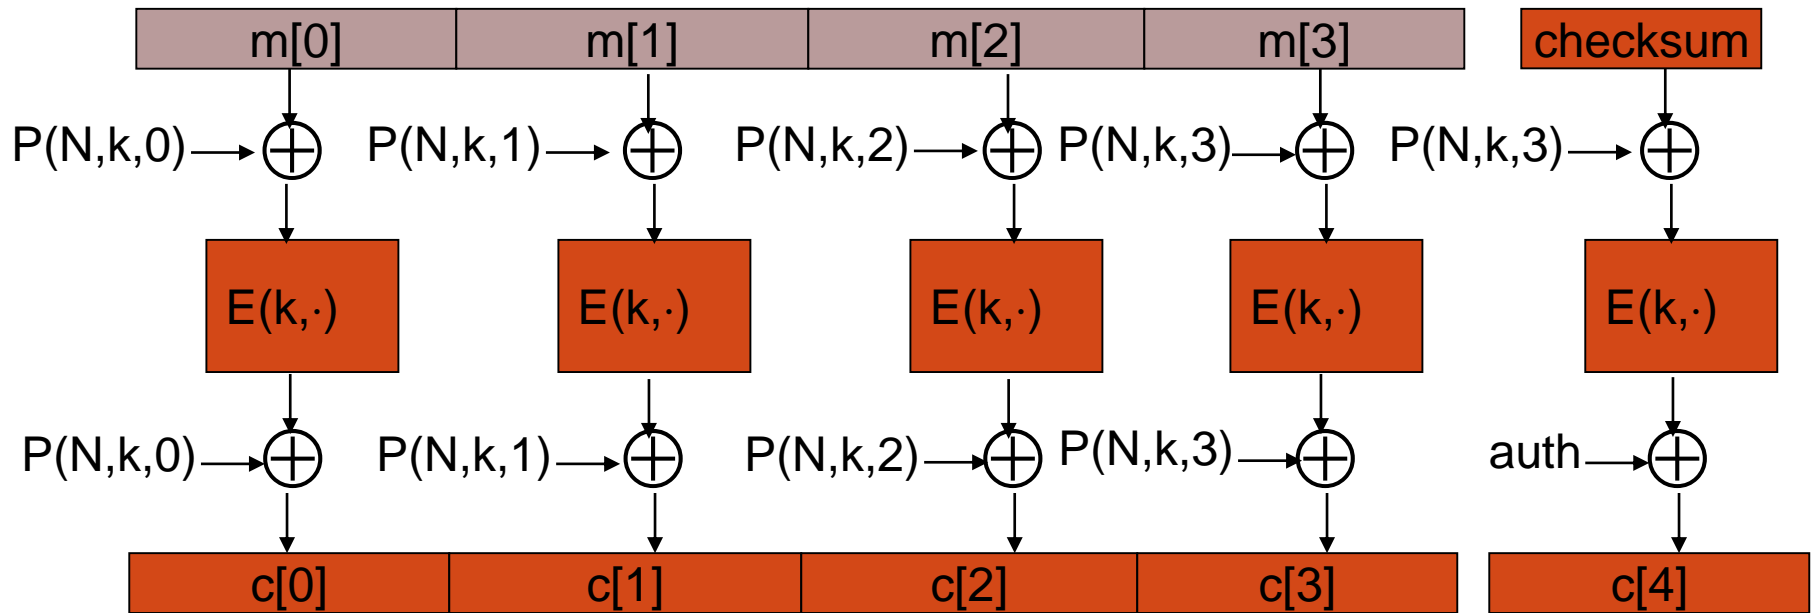 m[0] m[1] m[2] m[3] checksum
P(N,k,0) P(N,k,1) P(N,k,2) P(N,k,3) P(N,k,3)
E(k,·) E(k,·) E(k,·) E(k,·) E(k,·)
P(N,k,0) P(N,k,1) P(N,k,2) P(N,k,3) auth
c[0] c[1] c[2] c[3] c[4]